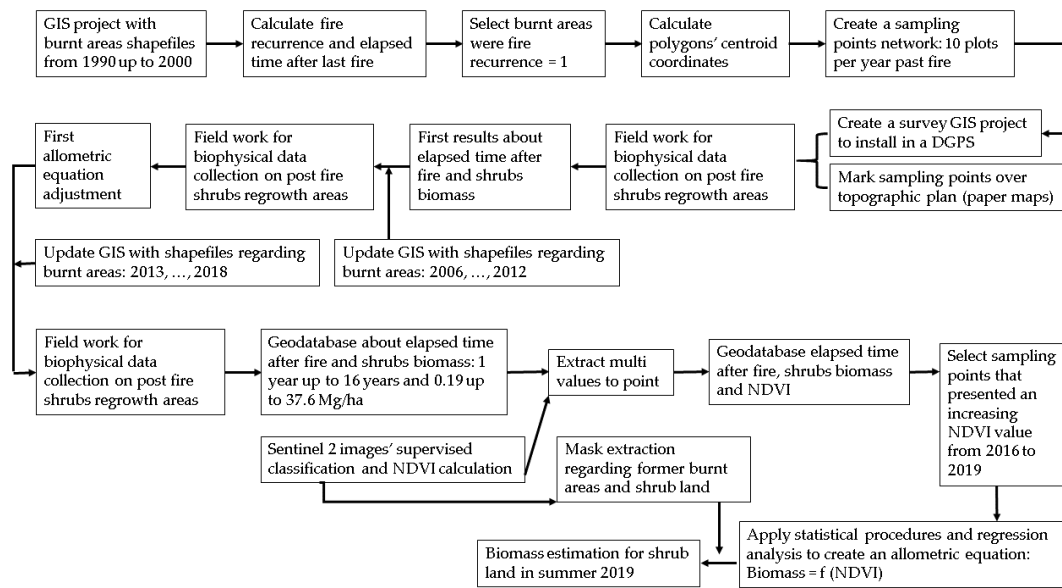 GIS project with
burnt areas shapefiles
from 1990 up to 2000
Calculate fire
recurrence and elapsed
time after last fire
Select burnt areas
were fire
recurrence = 1
Calculate
polygons' centroid
coordinates
Create a sampling
points network: 10 plots
per year past fire
Create a survey GIS project
to install in a DGPS
Mark sampling points over
topographic plan (paper maps)
Field work for
biophysical data
collection on post fire
shrubs regrowth areas
First results about
elapsed time after
fire and shrubs
biomass
Field work for
biophysical data
collection on post fire
shrubs regrowth areas
First
allometric
equation
adjustment
Update GIS with shapefiles regarding
burnt areas: 2013, …, 2018
Update GIS with shapefiles regarding
burnt areas: 2006, …, 2012
Field work for
biophysical data
collection on post fire
shrubs regrowth areas
Geodatabase about elapsed time
after fire and shrubs biomass: 1
year up to 16 years and 0.19 up
to 37.6 Mg/ha
Extract multi
values to point
Geodatabase elapsed time
after fire, shrubs biomass
and NDVI
Select sampling
points that
presented an
increasing
NDVI value
from 2016 to
2019
Sentinel 2 images' supervised
classification and NDVI calculation
Mask extraction
regarding former burnt
areas and shrub land
Apply statistical procedures and regression
analysis to create an allometric equation:
Biomass = f (NDVI)
Biomass estimation for shrub
land in summer 2019